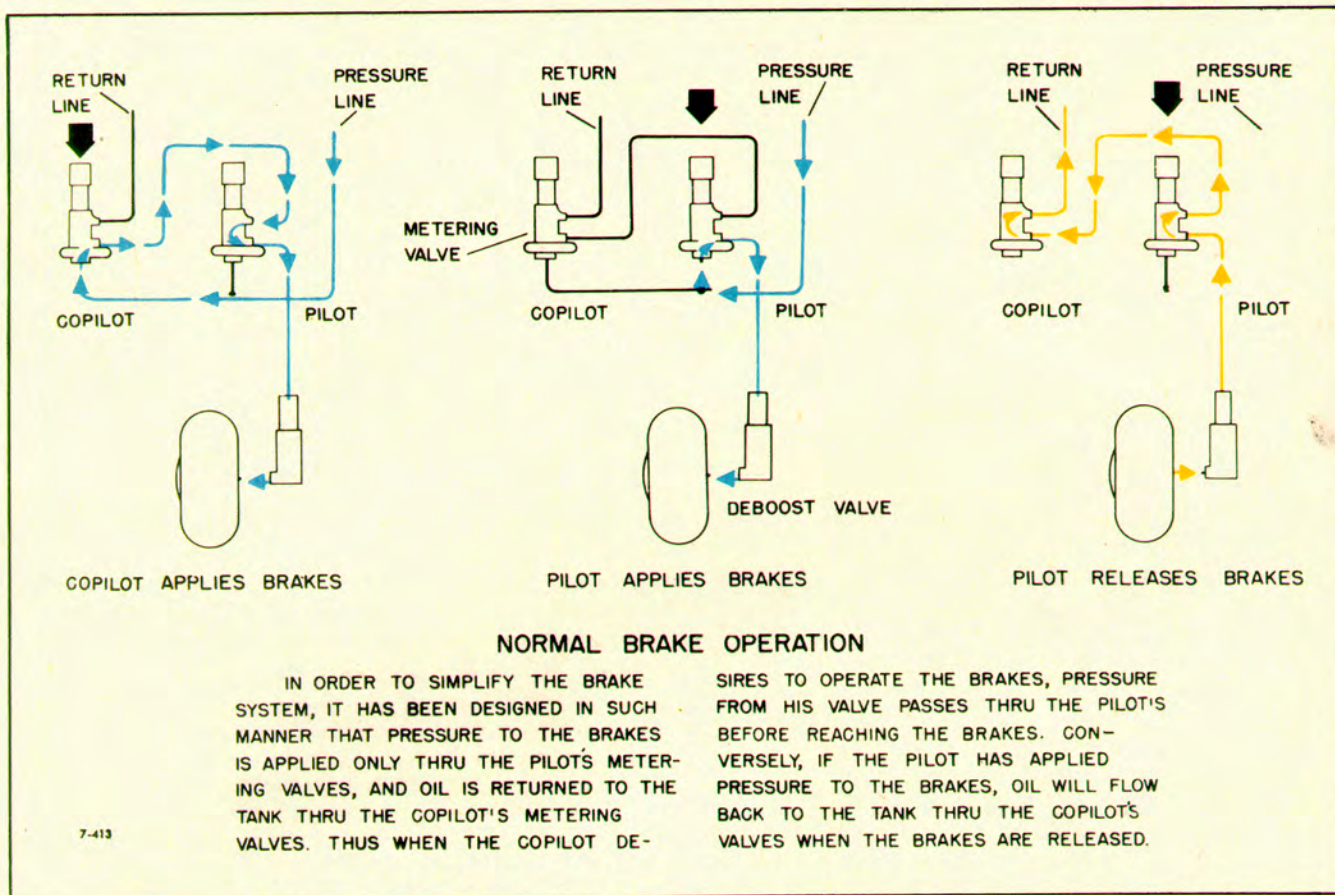 RETURN
LINE
PRESSURE
LINE
COPILOT
PILOT
COPILOT APPLIES BRAKES
RETURN
LINE
PRESSURE
LINE
METERING
VALVE
COPILOT
PILOT
DEBOOST VALVE
PILOT APPLIES BRAKES
RETURN
LINE
PRESSURE
LINE
COPILOT
PILOT
PILOT RELEASES BRAKES
NORMAL BRAKE OPERATION
IN ORDER TO SIMPLIFY THE BRAKE
SYSTEM, IT HAS BEEN DESIGNED IN SUCH
MANNER THAT PRESSURE TO THE BRAKES
IS APPLIED ONLY THRU THE PILOT'S METER-
ING VALVES, AND OIL IS RETURNED TO THE
TANK THRU THE COPILOT'S METERING
VALVES. THUS WHEN THE COPILOT DE-
SIRES TO OPERATE THE BRAKES, PRESSURE
FROM HIS VALVE PASSES THRU THE PILOT'S
BEFORE REACHING THE BRAKES. CON-
VERSELY, IF THE PILOT HAS APPLIED
PRESSURE TO THE BRAKES, OIL WILL FLOW
BACK TO THE TANK THRU THE COPILOT'S
VALVES WHEN THE BRAKES ARE RELEASED.
7-413